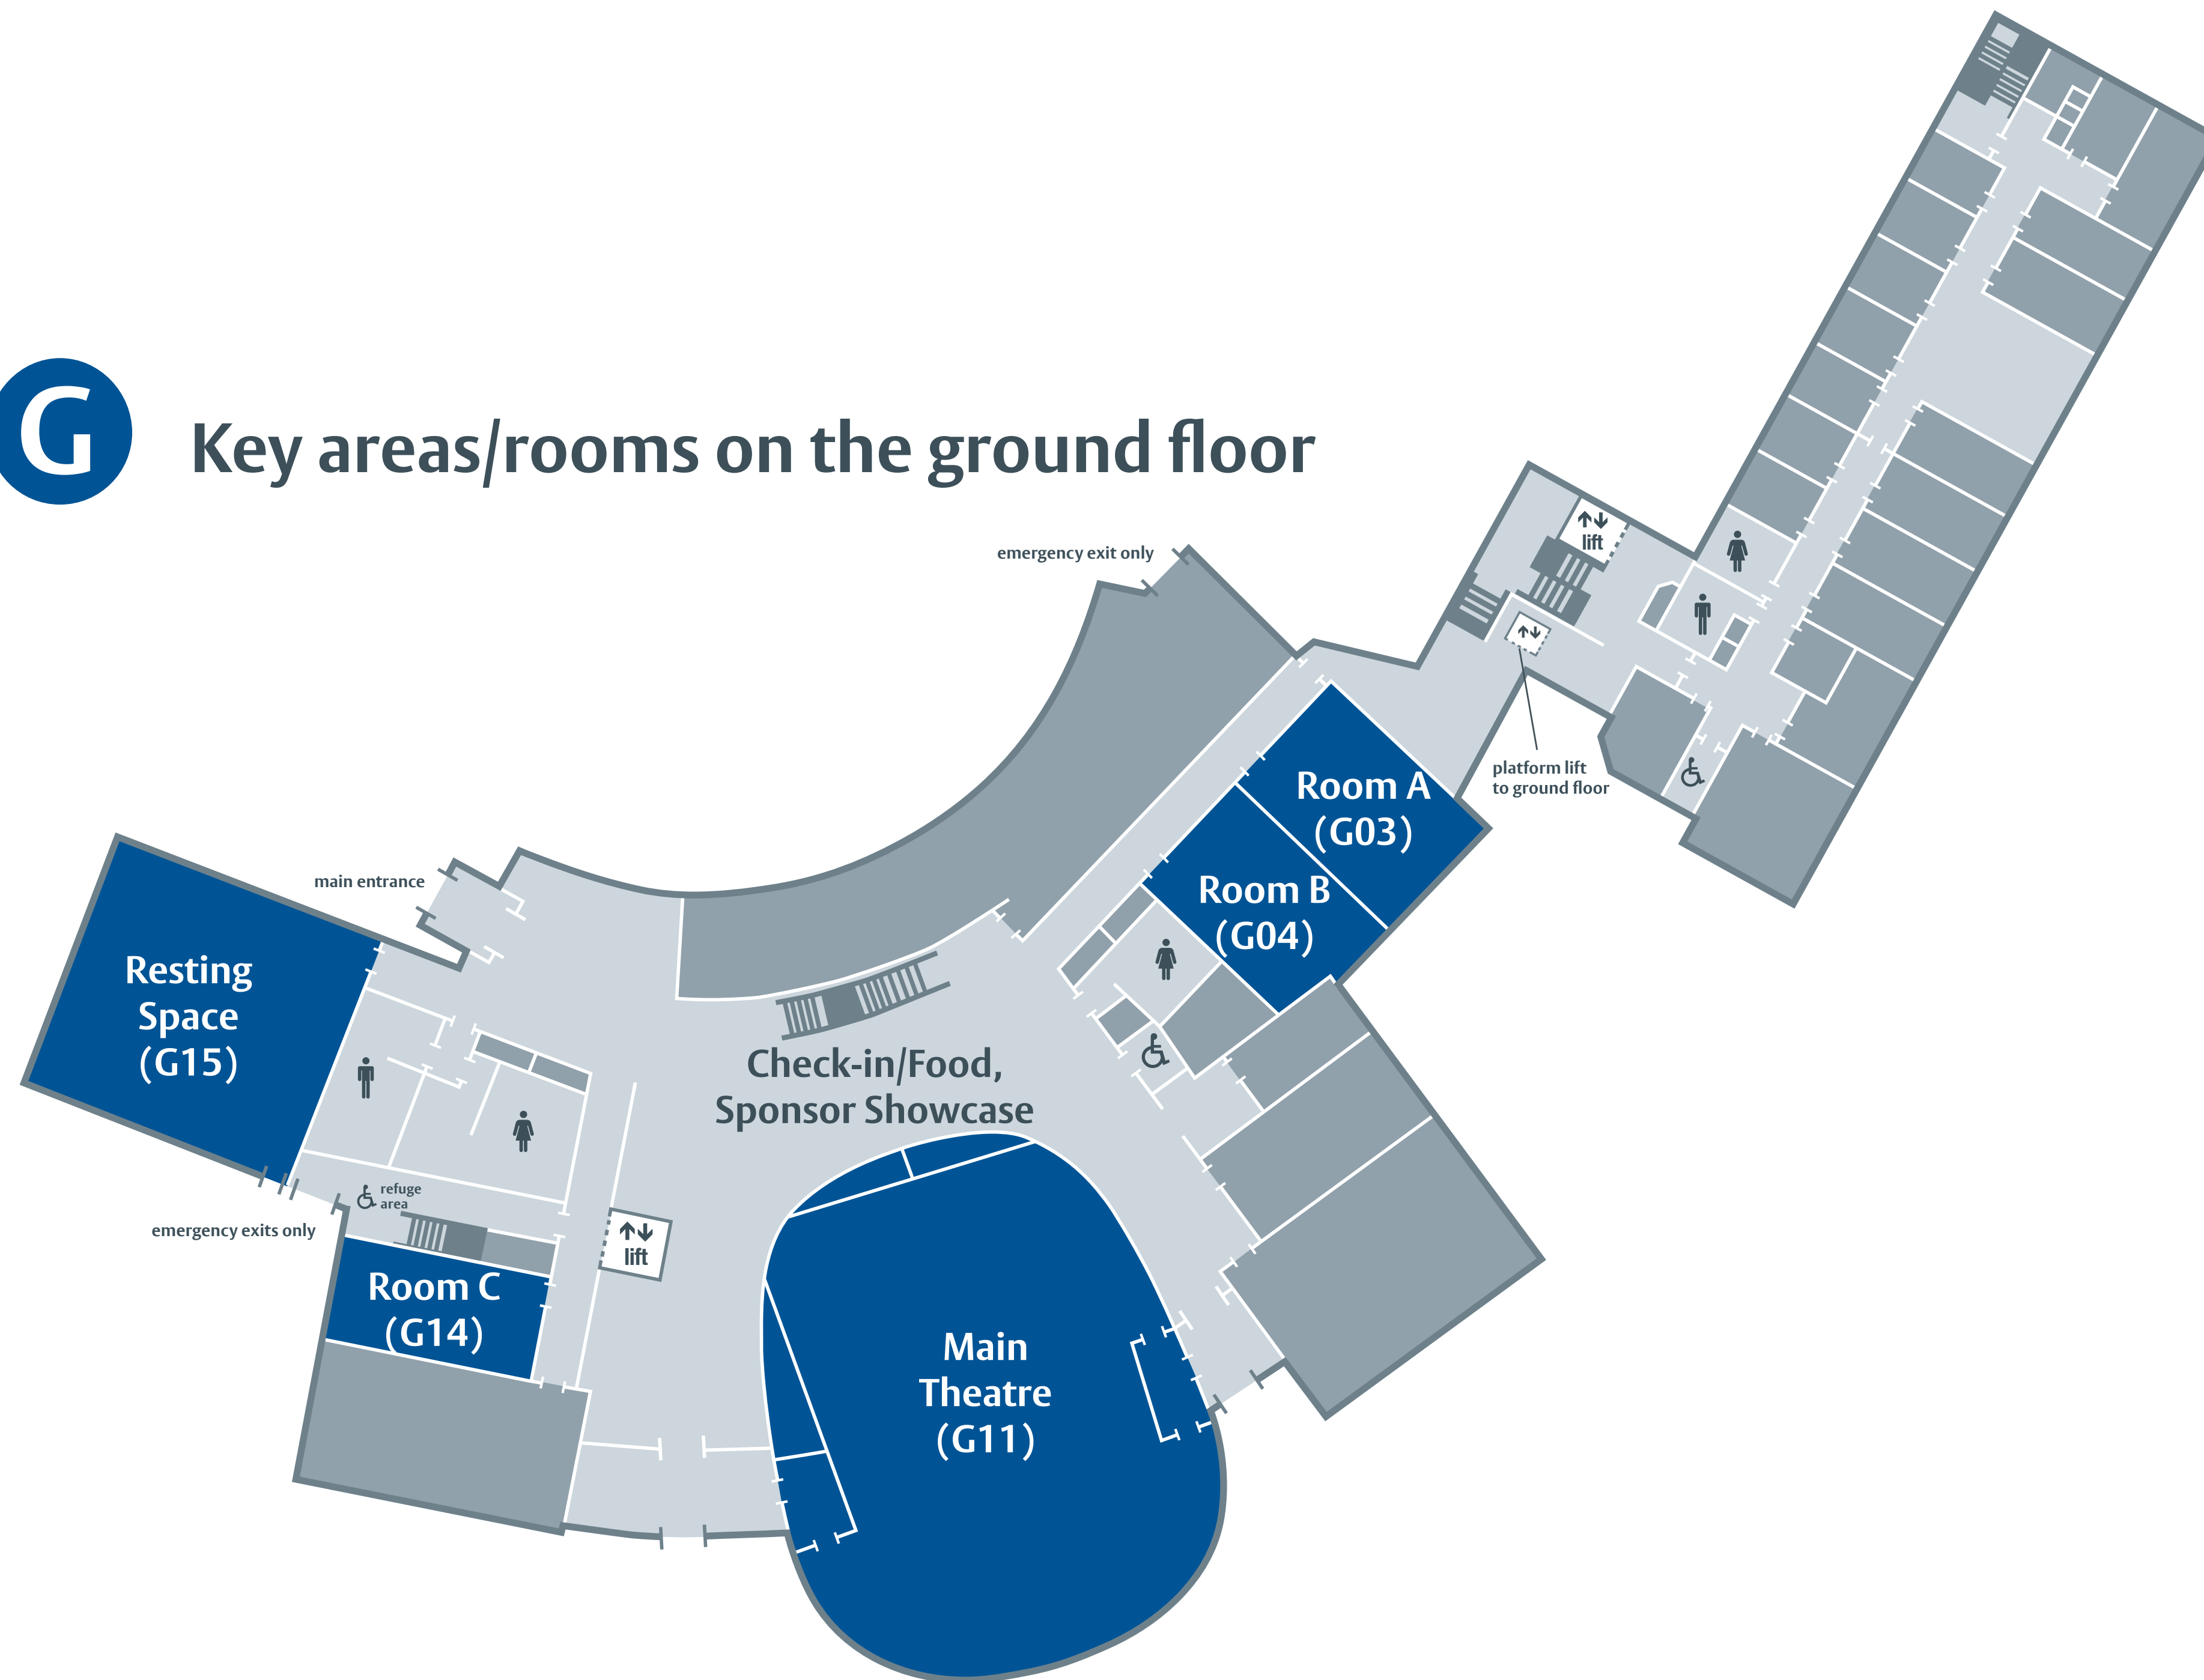 G
Key areas/rooms on the ground floor
emergency exit only
lift
platform lift
to ground floor
Room A
(G03)
Room B
(G04)
main entrance
Resting
Space
(G15)
Check-in/Food,
Sponsor Showcase
refuge
area
emergency exits only
lift
Room C
(G14)
Main
Theatre
(G11)